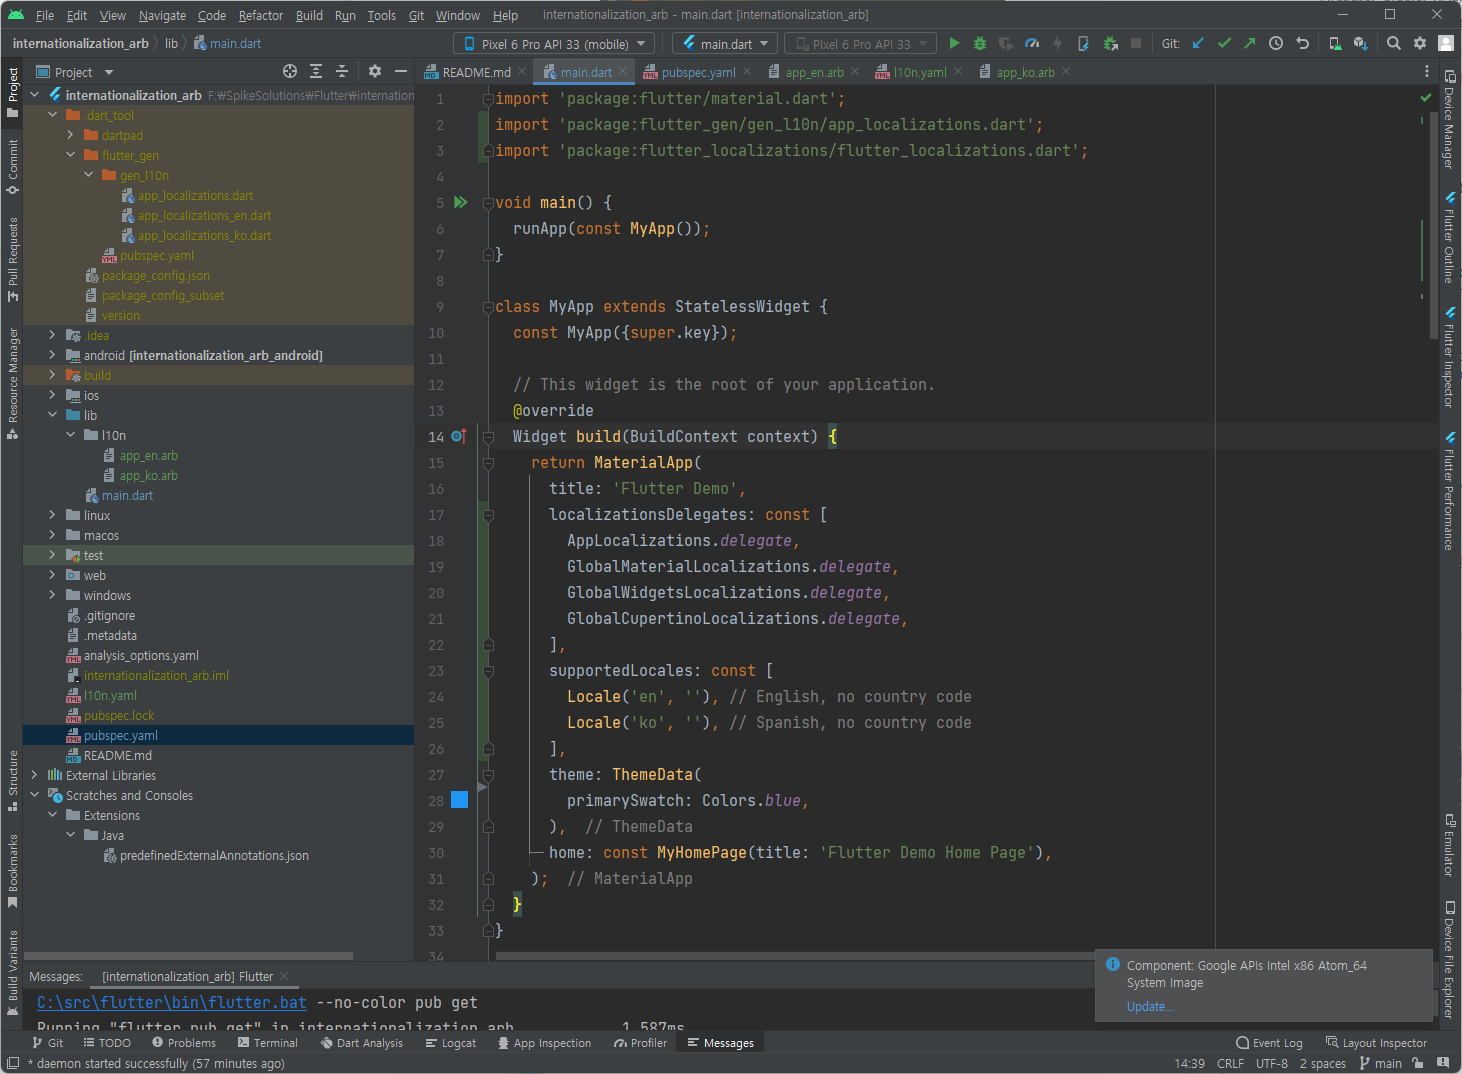 File Edit View Navigate Code Refactor Build Run Tools Git Window Help internationalization_arb - main.dart [internationalization_arb]
internationalization_arb lib main.dart Pixel 6 Pro API 33 (mobile) main.dart Pixel 6 Pro API 33 Git:
Project README.md main.dart pubspec.yaml app_en.arb l10n.yaml app_ko.arb
Project
Commit
Pull Requests
Resource Manager
Structure
Bookmarks
Build Variants
internationalization_arb F:₩SpikeSolutions₩Flutter₩internation
.dart_tool
dartpad
flutter_gen
gen_l10n
app_localizations.dart
app_localizations_en.dart
app_localizations_ko.dart
pubspec.yaml
package_config.json
package_config_subset
version
.idea
android [internationalization_arb_android]
build
ios
lib
l10n
app_en.arb
app_ko.arb
main.dart
linux
macos
test
web
windows
.gitignore
.metadata
analysis_options.yaml
internationalization_arb.iml
l10n.yaml
pubspec.lock
pubspec.yaml
README.md
External Libraries
Scratches and Consoles
Extensions
Java
predefinedExternalAnnotations.json
1 import 'package:flutter/material.dart';
2 import 'package:flutter_gen/gen_l10n/app_localizations.dart';
3 import 'package:flutter_localizations/flutter_localizations.dart';
4
5 void main() {
6 runApp(const MyApp());
7 }
8
9 class MyApp extends StatelessWidget {
10 const MyApp({super.key});
11
12 // This widget is the root of your application.
13 @override
14 Widget build(BuildContext context) {
15 return MaterialApp(
16 title: 'Flutter Demo',
17 localizationsDelegates: const [
18 AppLocalizations.delegate,
19 GlobalMaterialLocalizations.delegate,
20 GlobalWidgetsLocalizations.delegate,
21 GlobalCupertinoLocalizations.delegate,
22 ],
23 supportedLocales: const [
24 Locale('en', ''), // English, no country code
25 Locale('ko', ''), // Spanish, no country code
26 ],
27 theme: ThemeData(
28 primarySwatch: Colors.blue,
29 ), // ThemeData
30 home: const MyHomePage(title: 'Flutter Demo Home Page'),
31 ); // MaterialApp
32 }
33 }
34
Device Manager
Flutter Outline
Flutter Inspector
Flutter Performance
Emulator
Device File Explorer
Component: Google APIs Intel x86 Atom_64
System Image
Update...
Messages: [internationalization_arb] Flutter
C:\src\flutter\bin\flutter.bat --no-color pub get
Running "flutter pub get" in internationalization_arb... 1,587ms
Git TODO Problems Terminal Dart Analysis Logcat App Inspection Profiler Messages Event Log Layout Inspector
* daemon started successfully (57 minutes ago) 14:39 CRLF UTF-8 2 spaces main